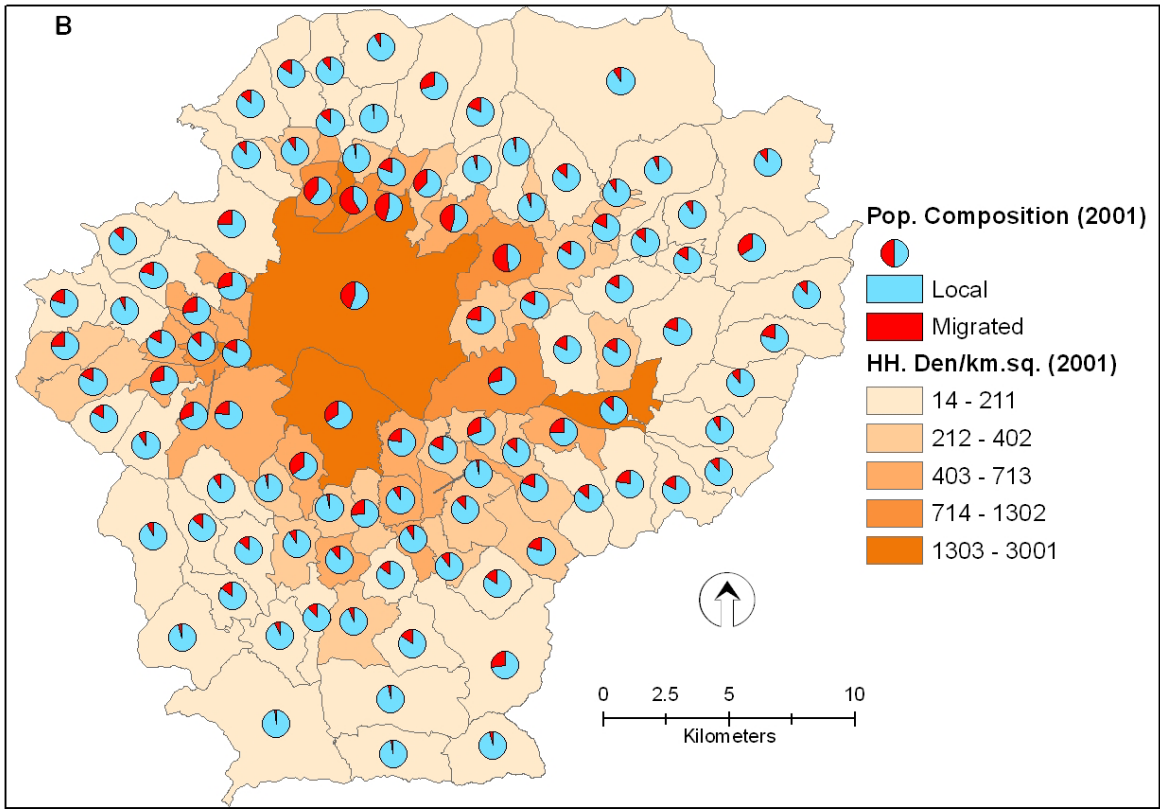 B
Pop. Composition (2001)
Local
Migrated
HH. Den/km.sq. (2001)
14 - 211
212 - 402
403 - 713
714 - 1302
1303 - 3001
0 2.5 5 10
Kilometers